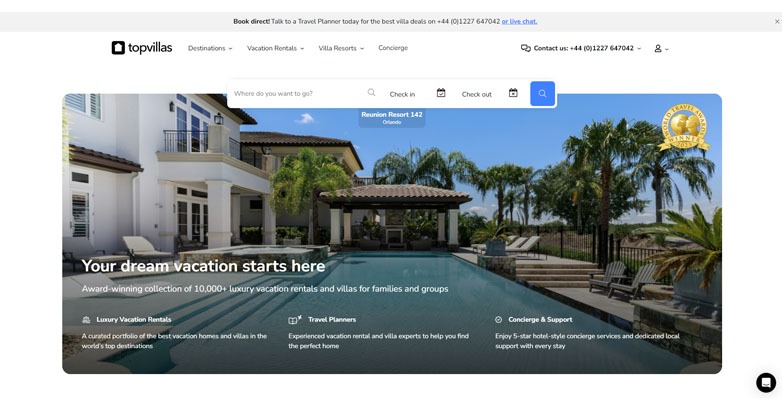 Book direct! Talk to a Travel Planner today for the best villa deals on +44 (0)1227 647042 or live chat.
topvillas
Destinations
Vacation Rentals
Villa Resorts
Concierge
Contact us: +44 (0)1227 647042
Where do you want to go?
Check in
Check out
Reunion Resort 142
Orlando
WORLD TRAVEL AWARDS
WINNER
Your dream vacation starts here
Award-winning collection of 10,000+ luxury vacation rentals and villas for families and groups
Luxury Vacation Rentals
A curated portfolio of the best vacation homes and villas in the
world's top destinations
Travel Planners
Experienced vacation rental and villa experts to help you find
the perfect home
Concierge & Support
Enjoy 5-star hotel-style concierge services and dedicated local
support with every stay